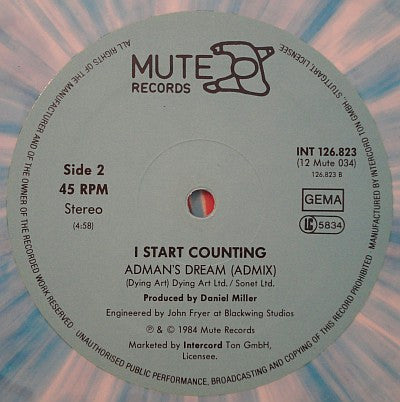 MUTE
RECORDS
Side 2
45 RPM
Stereo
(4:58)
INT 126.823
(12 Mute 034)
126.823 B
GEMA
LC 5834
I START COUNTING
ADMAN'S DREAM (ADMIX)
(Dying Art) Dying Art Ltd. / Sonet Ltd.
Produced by Daniel Miller
Engineered by John Fryer at Blackwing Studios
℗ & © 1984 Mute Records
Marketed by Intercord Ton GmbH,
Licensee.
ALL RIGHTS OF THE MANUFACTURER AND OF THE OWNER OF THE RECORDED WORK RESERVED
UNAUTHORISED PUBLIC PERFORMANCE, BROADCASTING AND COPYING OF THIS RECORD PROHIBITED
MANUFACTURED BY INTERCORD TON GMBH, STUTTGART, LICENSEE